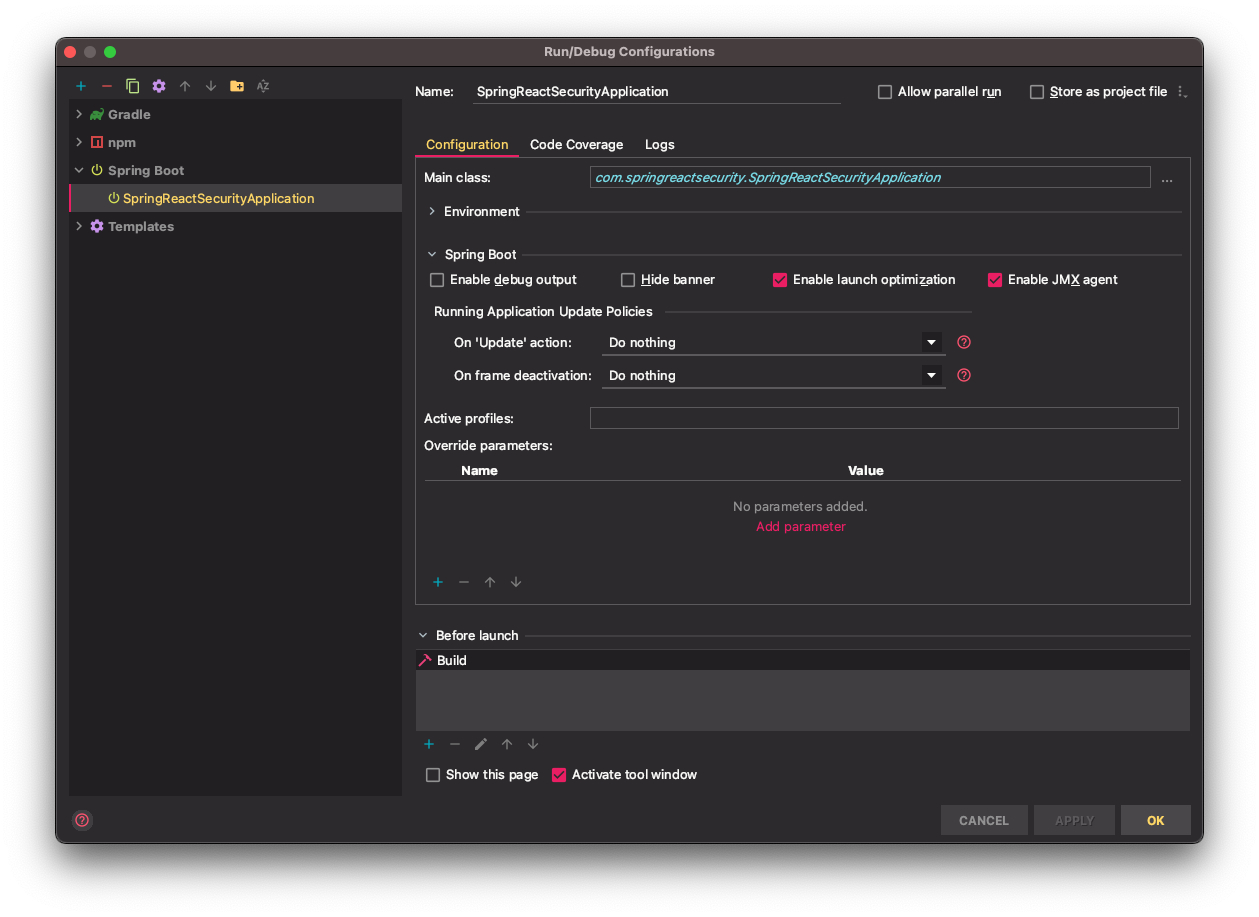 Run/Debug Configurations
Gradle
npm
Spring Boot
SpringReactSecurityApplication
Templates
Name: SpringReactSecurityApplication Allow parallel run Store as project file
Configuration Code Coverage Logs
Main class: com.springreactsecurity.SpringReactSecurityApplication ...
Environment
Spring Boot
Enable debug output Hide banner Enable launch optimization Enable JMX agent
Running Application Update Policies
On 'Update' action: Do nothing ?
On frame deactivation: Do nothing ?
Active profiles:
Override parameters:
Name Value
No parameters added.
Add parameter
Before launch
Build
Show this page Activate tool window
? CANCEL APPLY OK